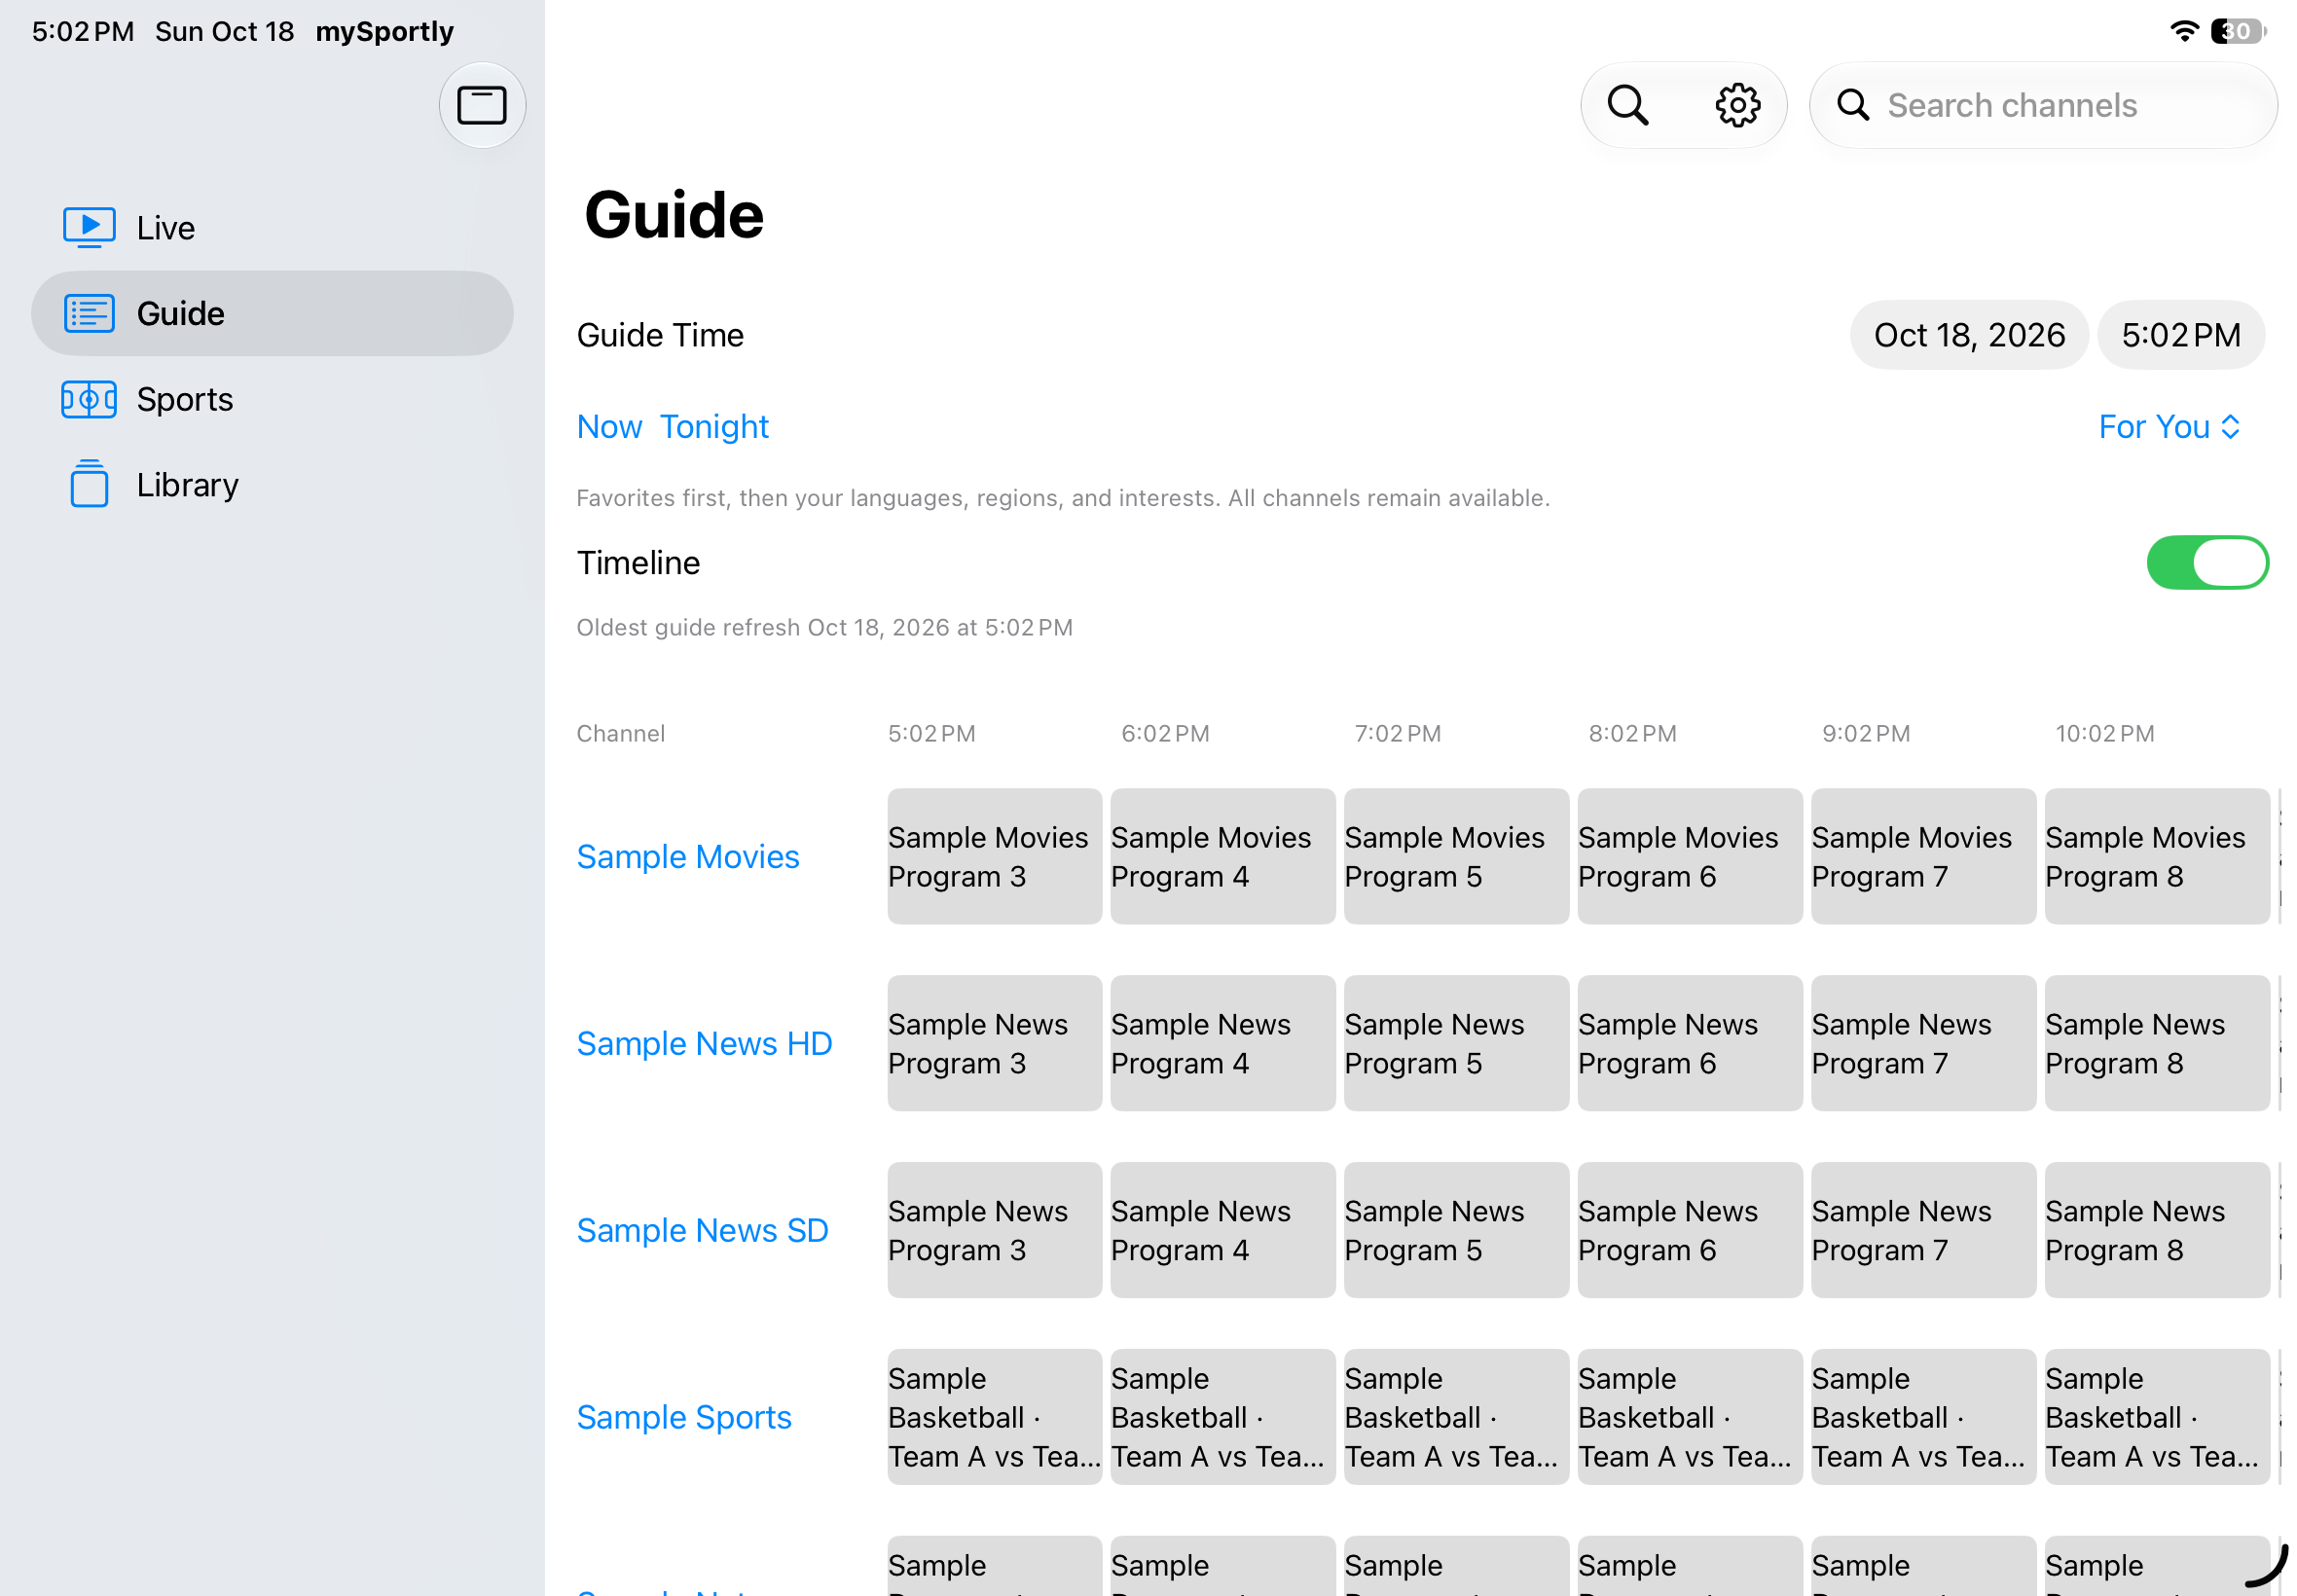 5:02 PM Sun Oct 18 mySportly
30
Search channels
Live
Guide
Sports
Library
Guide
Guide Time
Oct 18, 2026
5:02 PM
Now Tonight
For You
Favorites first, then your languages, regions, and interests. All channels remain available.
Timeline
Oldest guide refresh Oct 18, 2026 at 5:02 PM
Channel 5:02 PM 6:02 PM 7:02 PM 8:02 PM 9:02 PM 10:02 PM
Sample Movies
Sample Movies
Program 3
Sample Movies
Program 4
Sample Movies
Program 5
Sample Movies
Program 6
Sample Movies
Program 7
Sample Movies
Program 8
Sample News HD
Sample News
Program 3
Sample News
Program 4
Sample News
Program 5
Sample News
Program 6
Sample News
Program 7
Sample News
Program 8
Sample News SD
Sample News
Program 3
Sample News
Program 4
Sample News
Program 5
Sample News
Program 6
Sample News
Program 7
Sample News
Program 8
Sample Sports
Sample
Basketball ·
Team A vs Tea...
Sample
Basketball ·
Team A vs Tea...
Sample
Basketball ·
Team A vs Tea...
Sample
Basketball ·
Team A vs Tea...
Sample
Basketball ·
Team A vs Tea...
Sample
Basketball ·
Team A vs Tea...
Sample
Sample
Sample
Sample
Sample
Sample